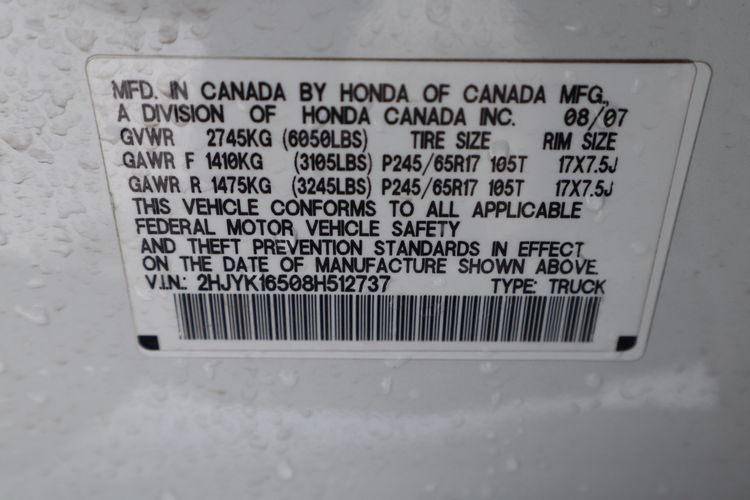 MFD. IN CANADA BY HONDA OF CANADA MFG.,
A DIVISION OF HONDA CANADA INC. 08/07
GVWR 2745KG (6050LBS) TIRE SIZE RIM SIZE
GAWR F 1410KG (3105LBS) P245/65R17 105T 17X7.5J
GAWR R 1475KG (3245LBS) P245/65R17 105T 17X7.5J
THIS VEHICLE CONFORMS TO ALL APPLICABLE
FEDERAL MOTOR VEHICLE SAFETY
AND THEFT PREVENTION STANDARDS IN EFFECT
ON THE DATE OF MANUFACTURE SHOWN ABOVE.
V.I.N.: 2HJYK16508H512737 TYPE: TRUCK